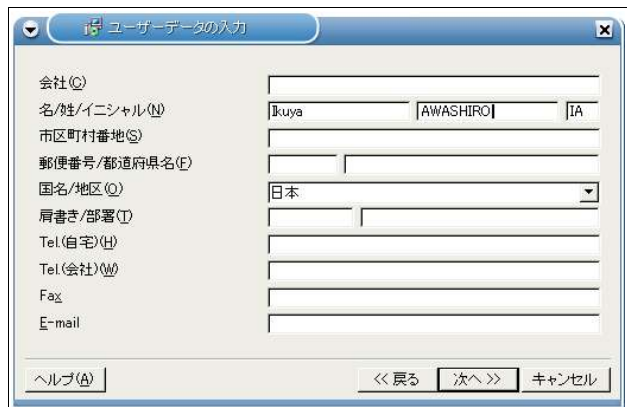 ユーザーデータの入力
会社(C)
名/姓/イニシャル(N) Ikuya AWASHIRO IA
市区町村番地(S)
郵便番号/都道府県名(F)
国名/地区(O) 日本
肩書き/部署(T)
Tel.(自宅)(H)
Tel.(会社)(W)
Fax
E-mail
ヘルプ(A) << 戻る 次へ >> キャンセル